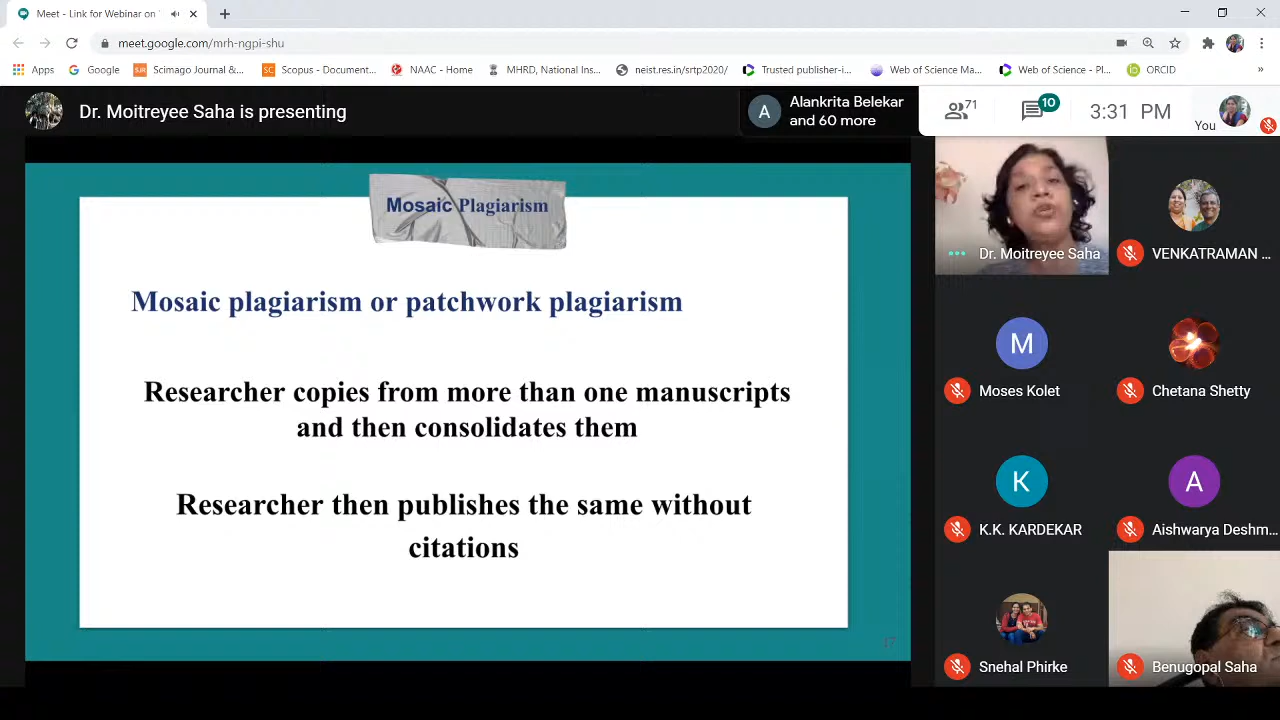 Meet - Link for Webinar on
meet.google.com/mrh-ngpi-shu
Apps
Google
SJR
Scimago Journal &...
SC
Scopus - Document...
NAAC - Home
MHRD, National Ins...
neist.res.in/srtp2020/
Trusted publisher-i...
Web of Science Ma...
Web of Science - Pl...
iD
ORCID
»
Dr. Moitreyee Saha is presenting
A
Alankrita Belekar
and 60 more
71
10
3:31 PM
You
Mosaic Plagiarism
Mosaic plagiarism or patchwork plagiarism
Researcher copies from more than one manuscripts
and then consolidates them
Researcher then publishes the same without
citations
17
Dr. Moitreyee Saha
VENKATRAMAN ...
M
Moses Kolet
Chetana Shetty
K
K.K. KARDEKAR
A
Aishwarya Deshm...
Snehal Phirke
Benugopal Saha